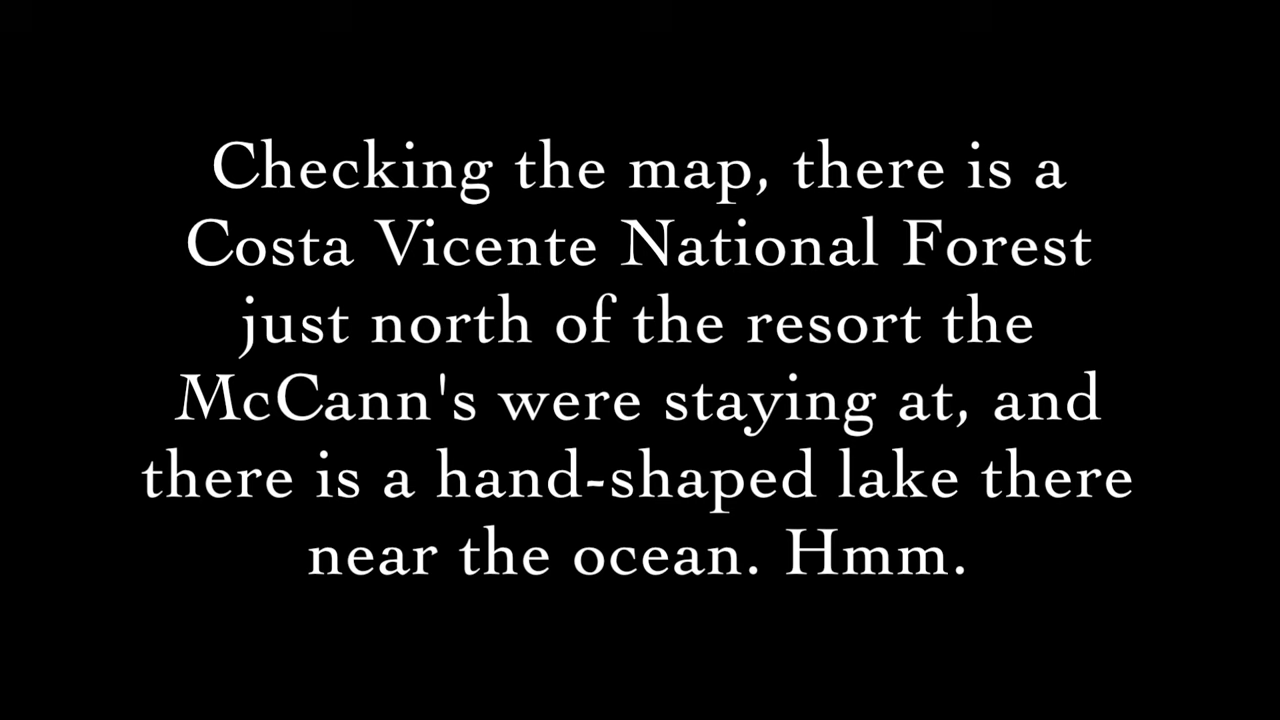 Checking the map, there is a
Costa Vicente National Forest
just north of the resort the
McCann's were staying at, and
there is a hand-shaped lake there
near the ocean. Hmm.